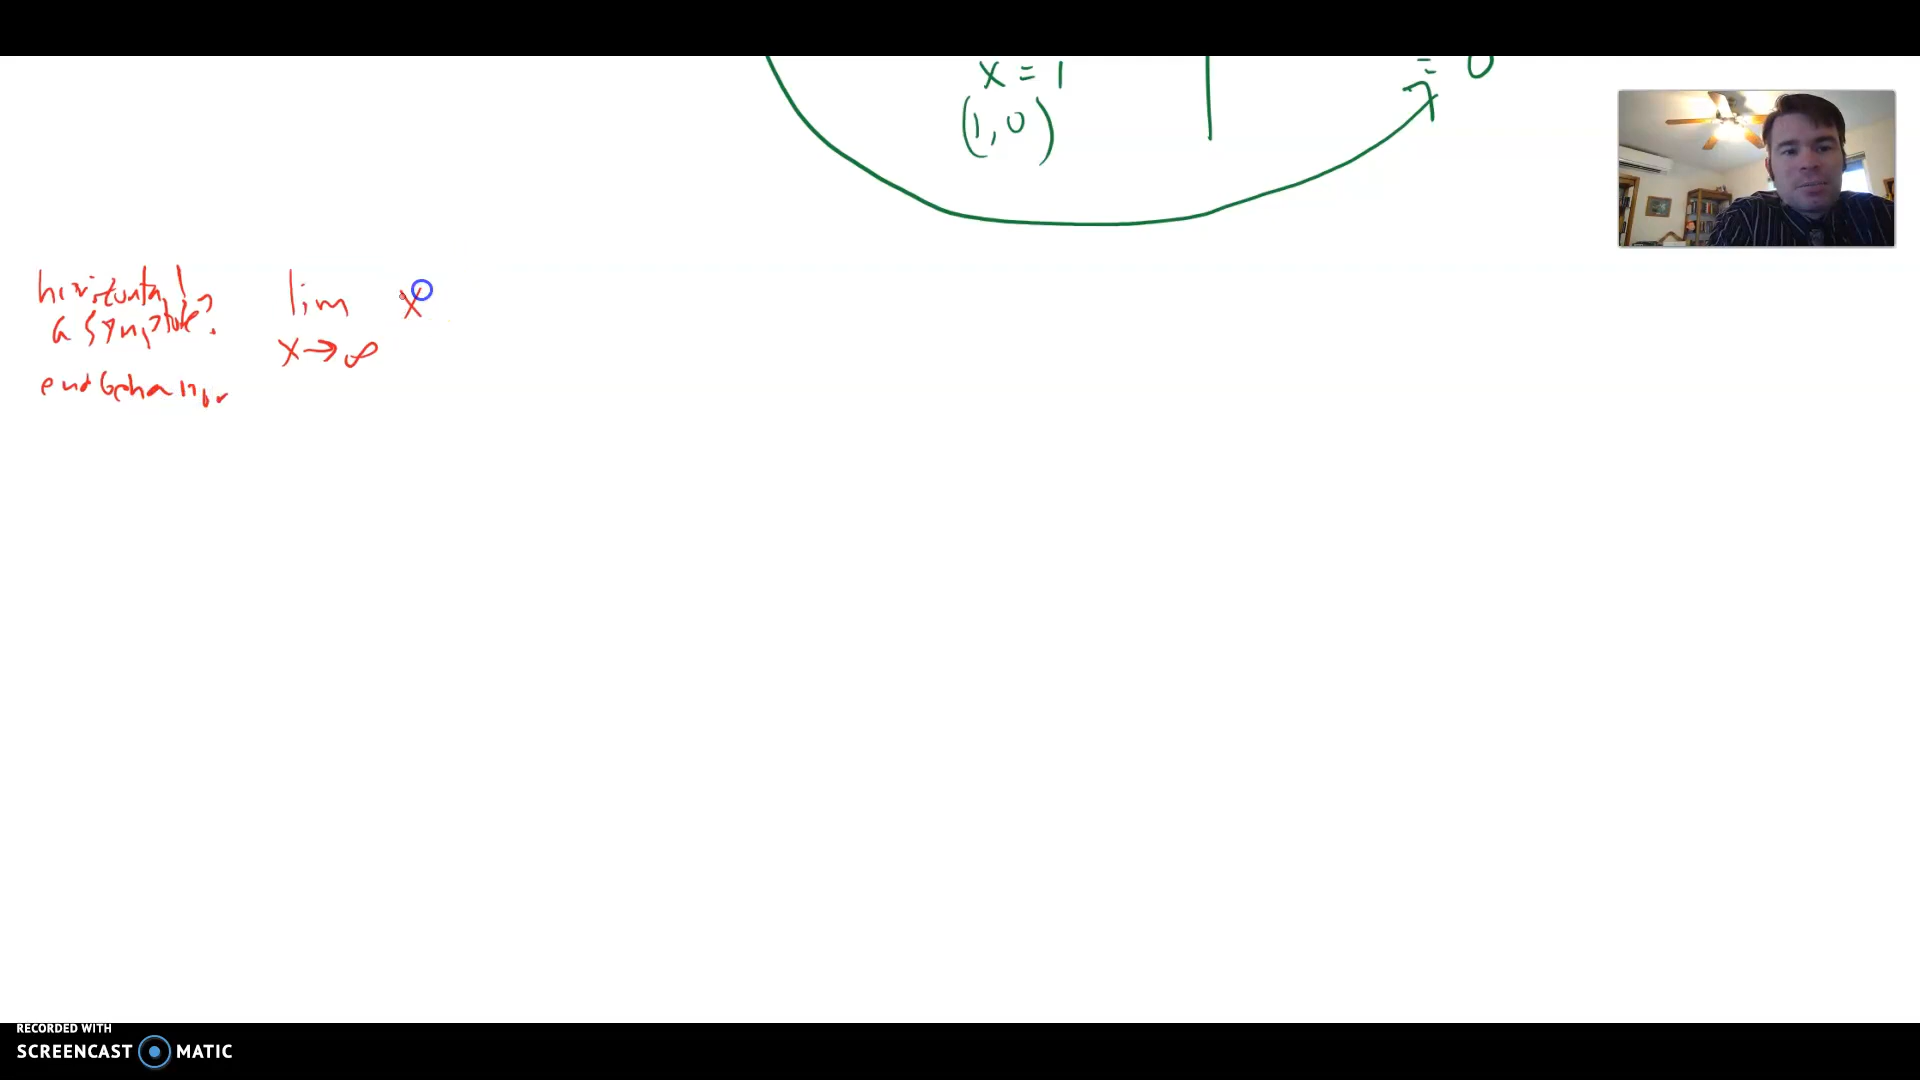 = 0
x = 1
(1, 0)
horizontal
asymptote?
lim x
x → ∞
end behavior
RECORDED WITH
SCREENCAST MATIC